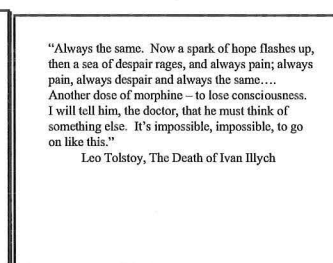 “Always the same.  Now a spark of hope flashes up,
then a sea of despair rages, and always pain; always
pain, always despair and always the same….
Another dose of morphine – to lose consciousness.
I will tell him, the doctor, that he must think of
something else.  It’s impossible, impossible, to go
on like this.”
Leo Tolstoy, The Death of Ivan Illych